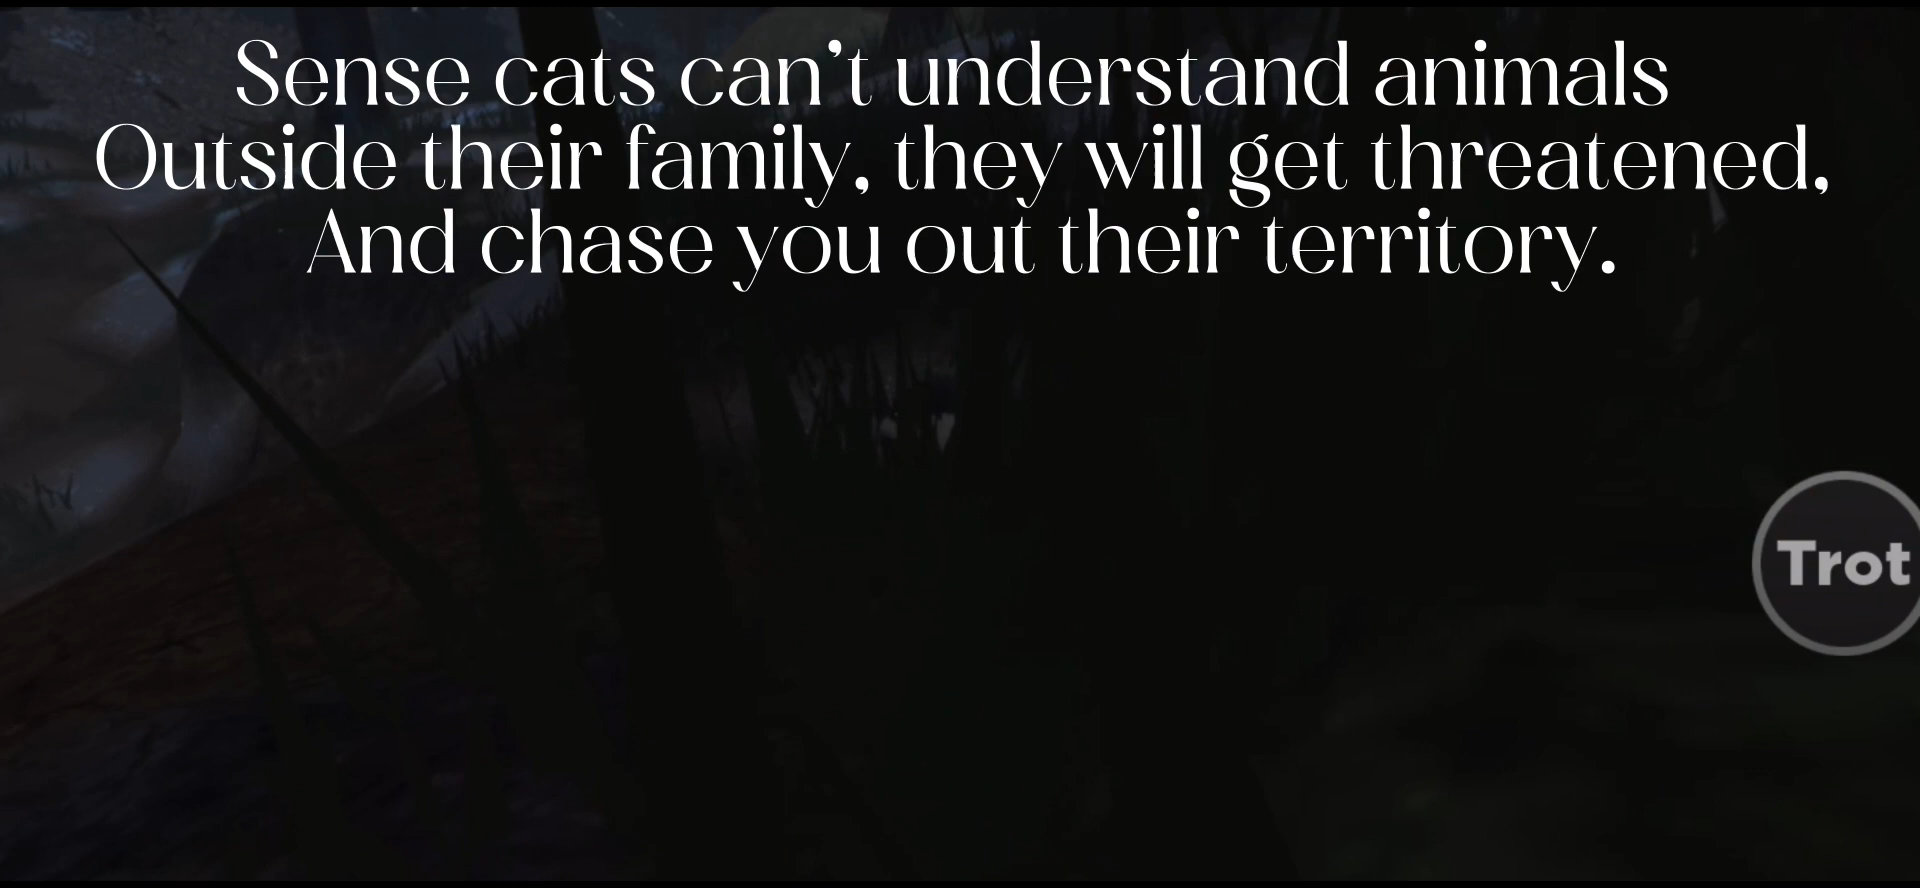 Sense cats can’t understand animals
Outside their family, they will get threatened,
And chase you out their territory.
Trot